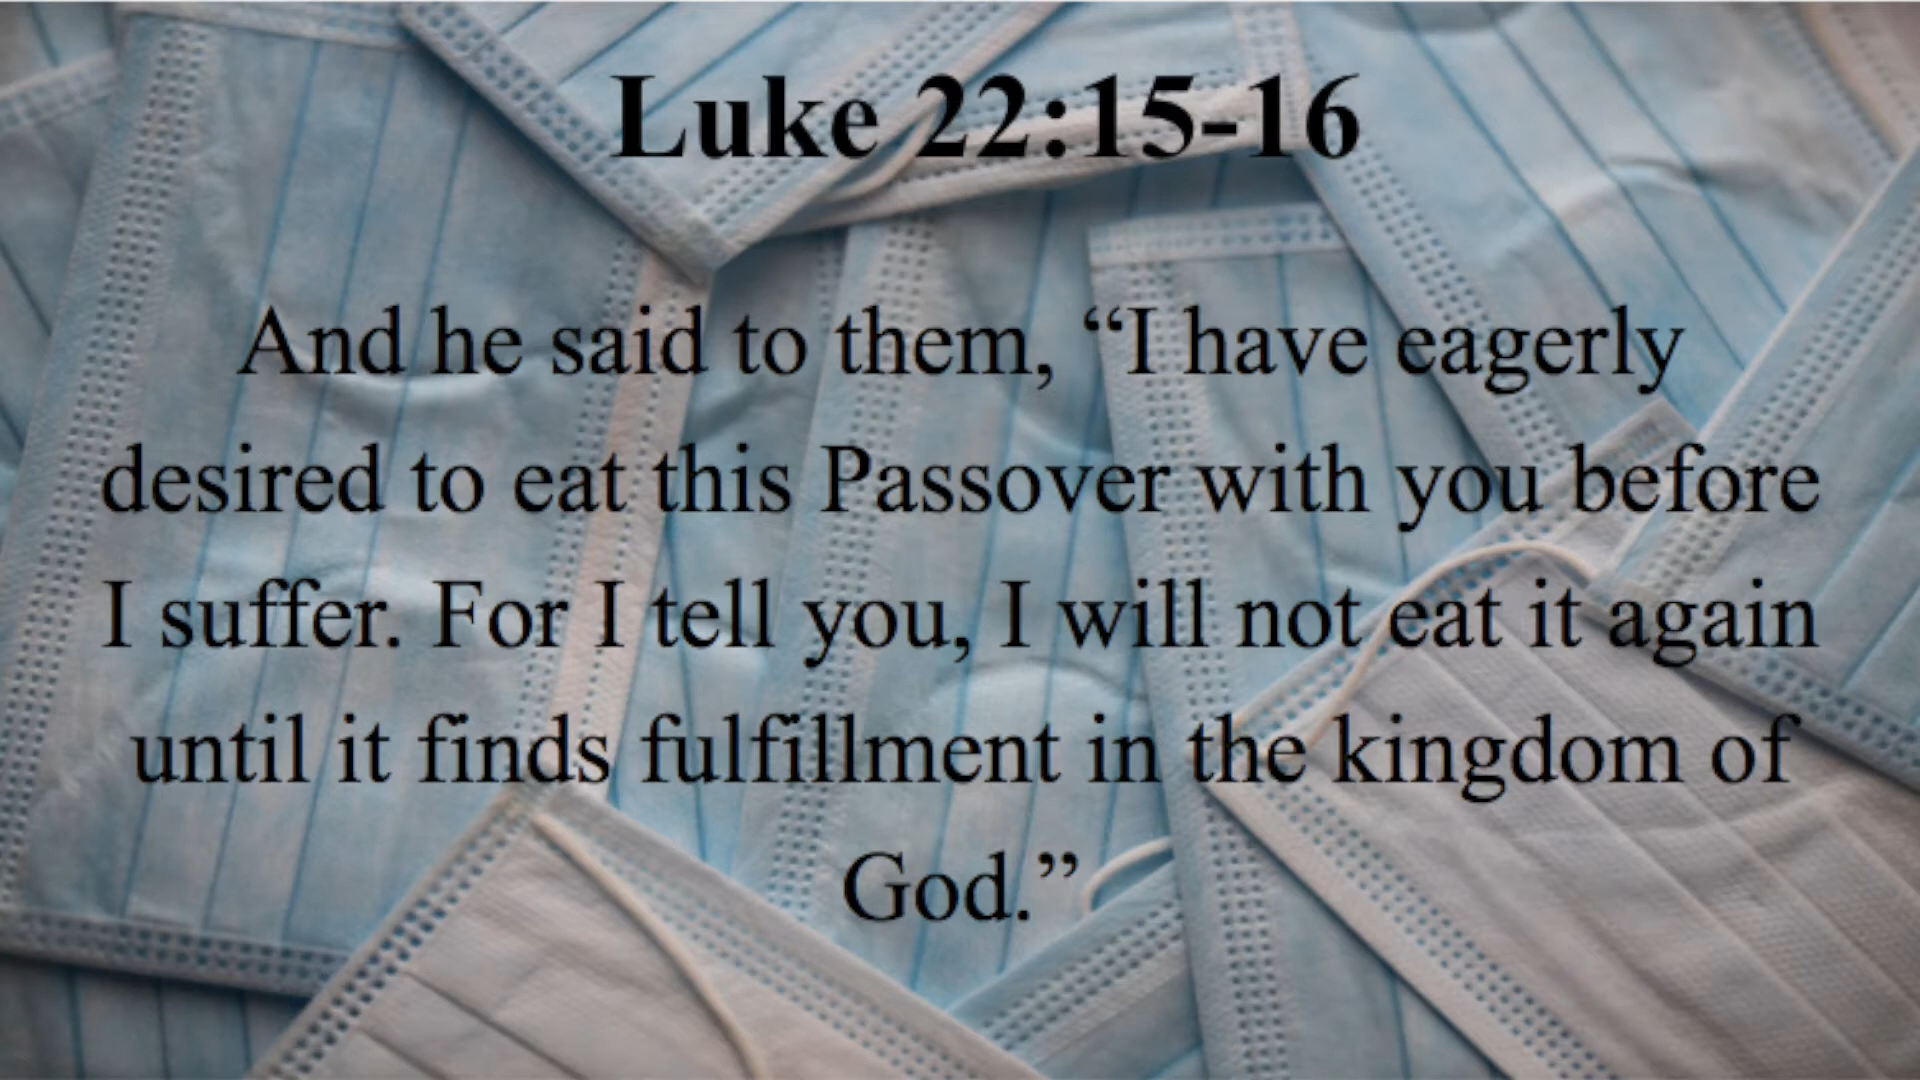 Luke 22:15-16
And he said to them, “I have eagerly
desired to eat this Passover with you before
I suffer. For I tell you, I will not eat it again
until it finds fulfillment in the kingdom of
God.”